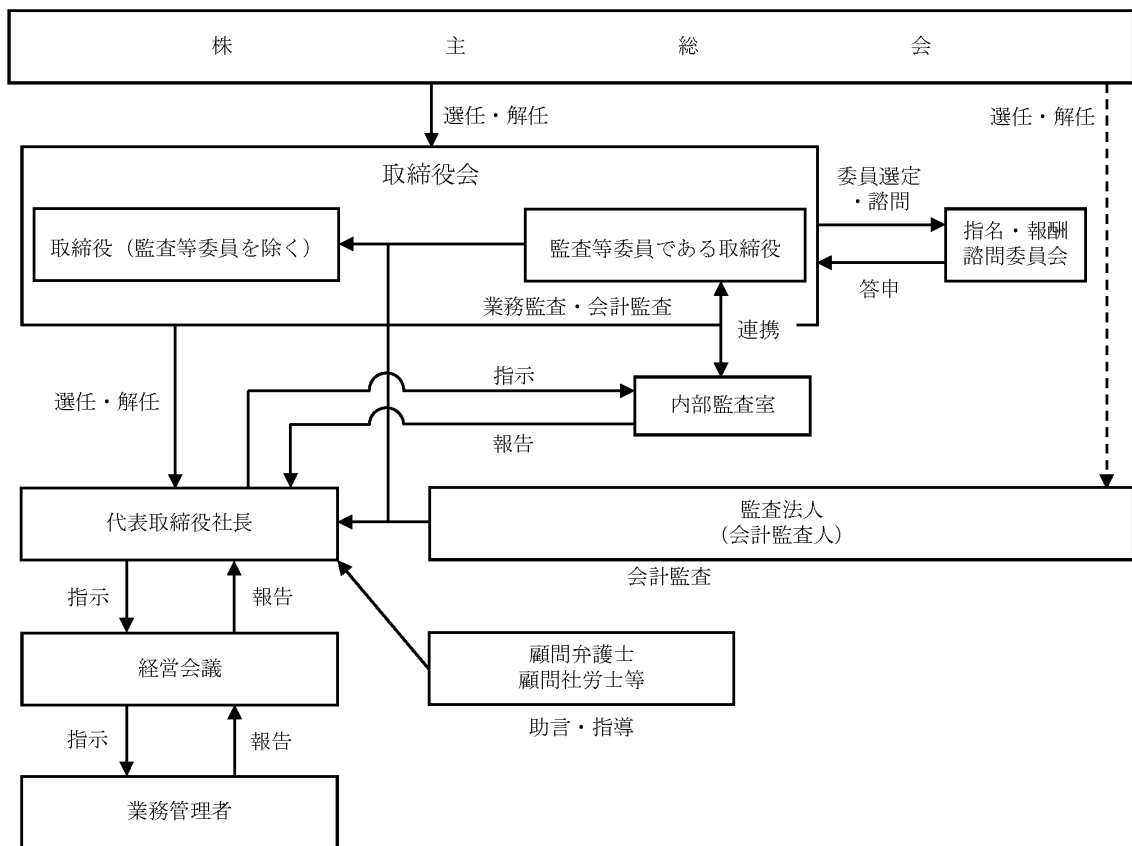 株主総会
選任・解任
選任・解任
取締役会
委員選定
・諮問
取締役（監査等委員を除く）
監査等委員である取締役
指名・報酬
諮問委員会
答申
業務監査・会計監査
連携
指示
選任・解任
内部監査室
報告
代表取締役社長
監査法人
（会計監査人）
会計監査
指示
報告
経営会議
顧問弁護士
顧問社労士等
助言・指導
指示
報告
業務管理者